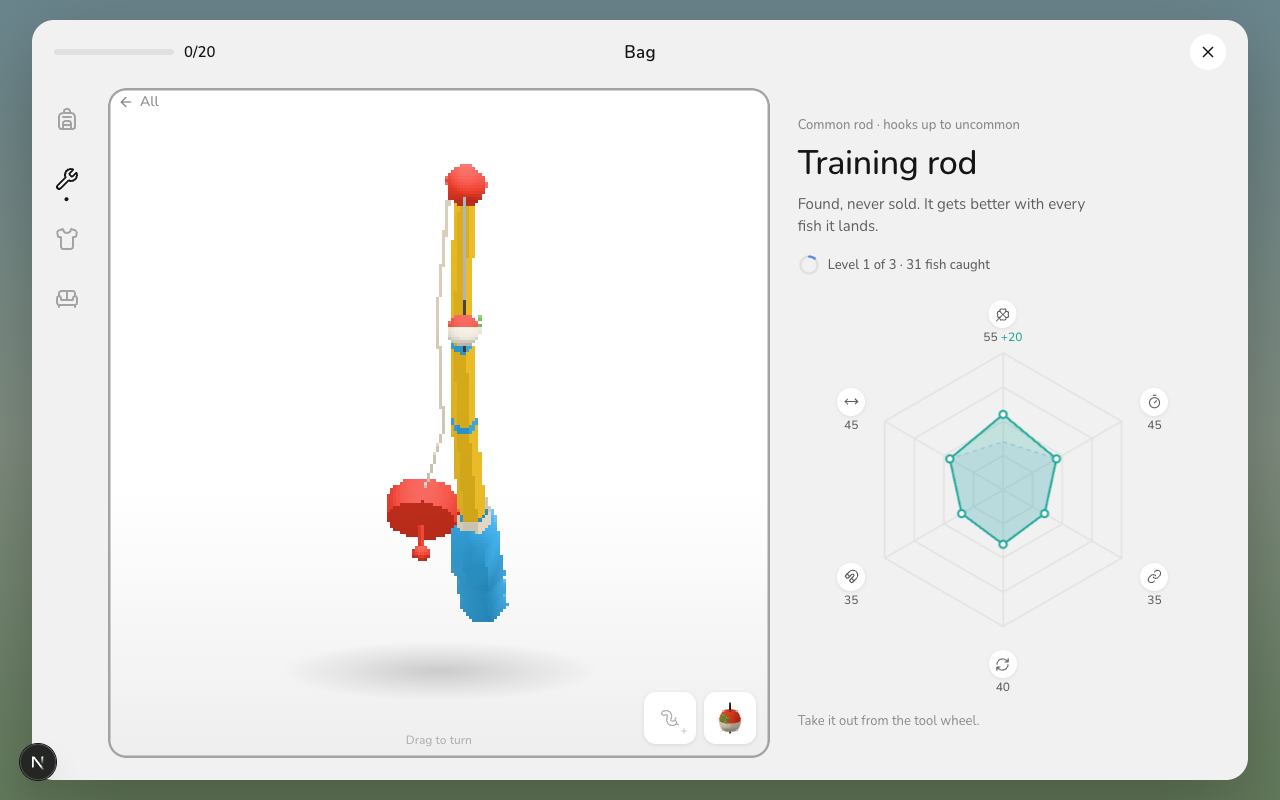 0/20
Bag
All
Common rod · hooks up to uncommon
Training rod
Found, never sold. It gets better with every
fish it lands.
Level 1 of 3 · 31 fish caught
55 +20
45
45
35
35
40
Take it out from the tool wheel.
Drag to turn
N